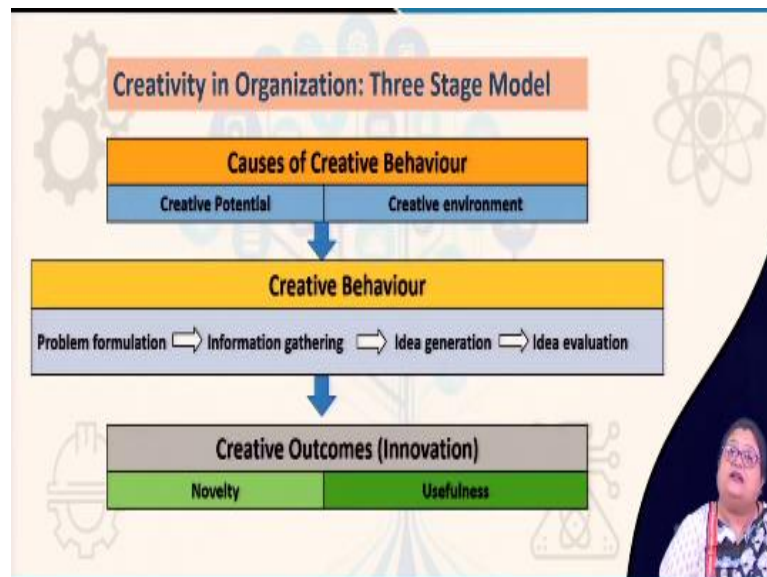 Creativity in Organization: Three Stage Model
Causes of Creative Behaviour
Creative Potential
Creative environment
Creative Behaviour
Problem formulation Information gathering Idea generation Idea evaluation
Creative Outcomes (Innovation)
Novelty
Usefulness